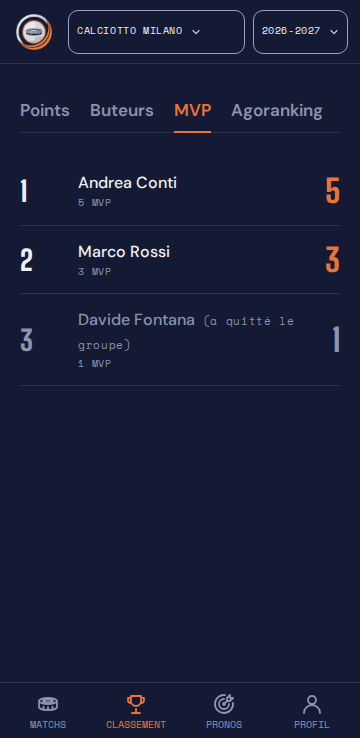 CALCIOTTO MILANO
2026-2027
Points Buteurs MVP Agoranking
1 Andrea Conti 5
5 MVP
2 Marco Rossi 3
3 MVP
3 Davide Fontana (a quitté le
groupe) 1
1 MVP
MATCHS CLASSEMENT PRONOS PROFIL